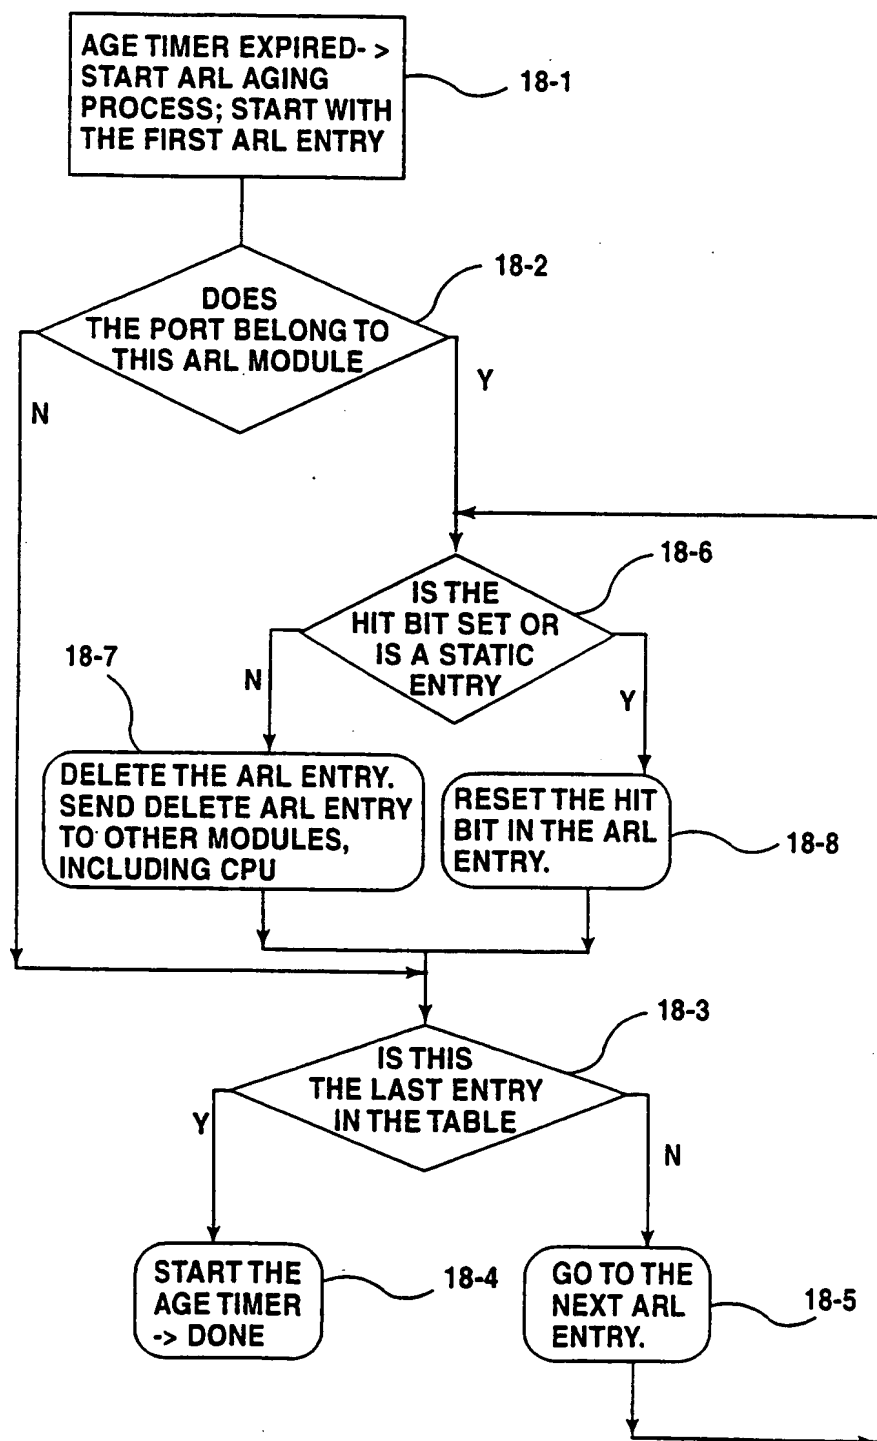 AGE TIMER EXPIRED- >
START ARL AGING
PROCESS; START WITH
THE FIRST ARL ENTRY
18-1
18-2
DOES
THE PORT BELONG TO
THIS ARL MODULE
N
Y
18-6
IS THE
HIT BIT SET OR
IS A STATIC
ENTRY
18-7
N
Y
DELETE THE ARL ENTRY.
SEND DELETE ARL ENTRY
TO OTHER MODULES,
INCLUDING CPU
RESET THE HIT
BIT IN THE ARL
ENTRY.
18-8
18-3
IS THIS
THE LAST ENTRY
IN THE TABLE
Y
N
START THE
AGE TIMER
-> DONE
18-4
GO TO THE
NEXT ARL
ENTRY.
18-5